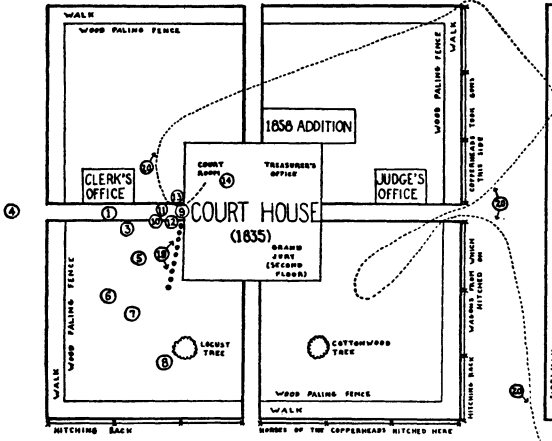 WALK
WOOD PALING FENCE
WALK
WOOD PALING FENCE
WAGONS FROM WHICH COPPERHEADS TOOK GUNS
HITCHED ON THIS SIDE
1858 ADDITION
COURT
ROOM
14
TREASURER'S
OFFICE
CLERK'S
OFFICE
JUDGE'S
OFFICE
13
4
1
11
9
COURT HOUSE
20
3
10
12
(1835)
5
GRAND
JURY
(SECOND
FLOOR)
6
7
WOOD PALING FENCE
8
LOCUST
TREE
COTTONWOOD
TREE
WALK
WOOD PALING FENCE
WALK
HITCHING RACK
20
HITCHING RACK
HORSES OF THE COPPERHEADS HITCHED HERE